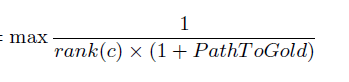 = max 1 / rank(c) × (1 + PathToGold)